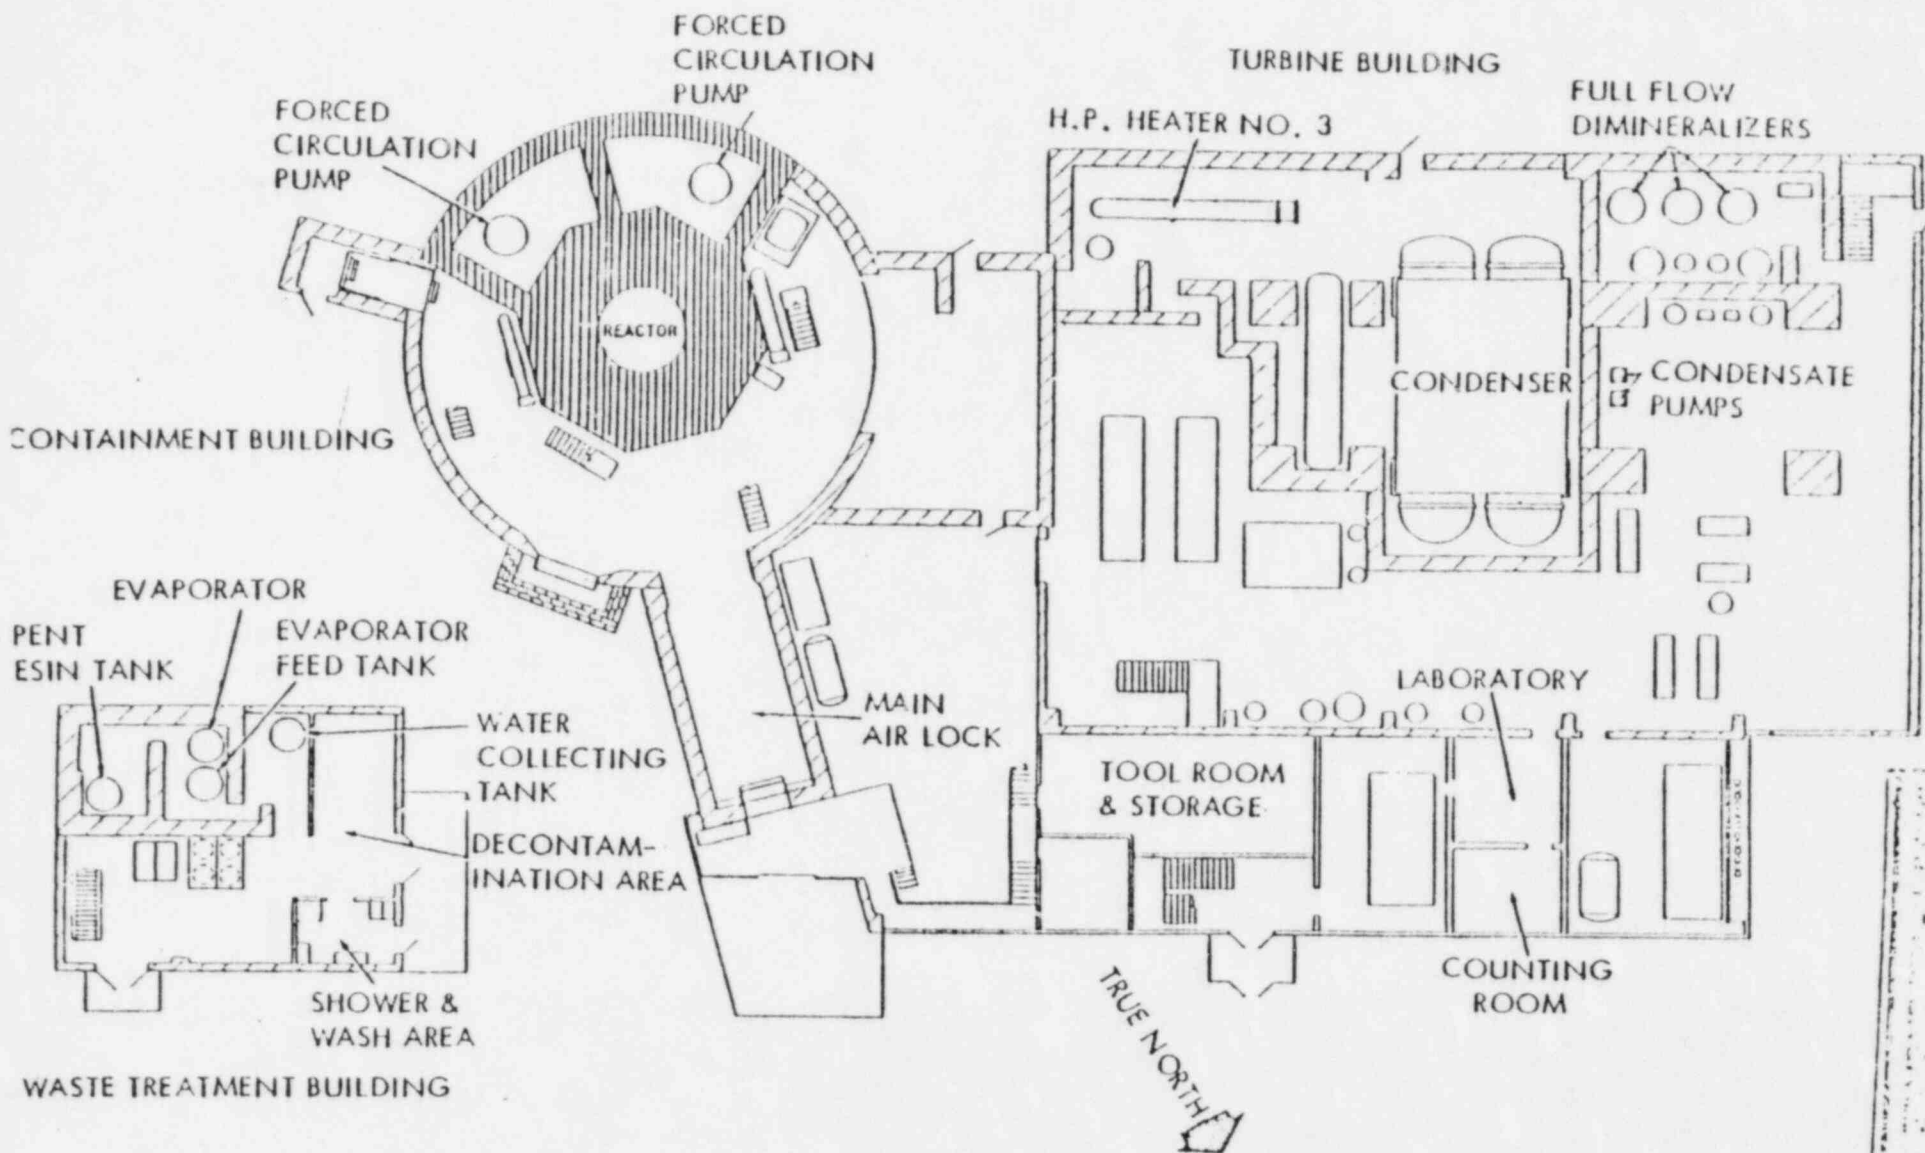 FORCED
CIRCULATION
PUMP
FORCED
CIRCULATION
PUMP
TURBINE BUILDING
H.P. HEATER NO. 3
FULL FLOW
DIMINERALIZERS
REACTOR
CONDENSER
CONDENSATE
PUMPS
CONTAINMENT BUILDING
EVAPORATOR
PENT
ESIN TANK
EVAPORATOR
FEED TANK
WATER
COLLECTING
TANK
MAIN
AIR LOCK
LABORATORY
TOOL ROOM
& STORAGE
DECONTAM-
INATION AREA
SHOWER &
WASH AREA
COUNTING
ROOM
TRUE NORTH
WASTE TREATMENT BUILDING